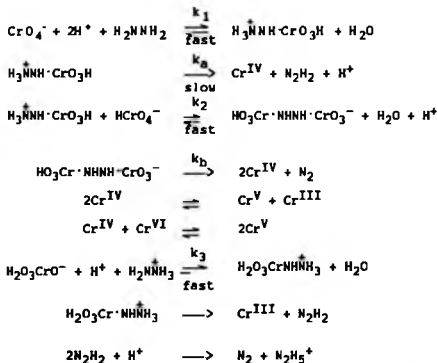 CrO₄⁻ + 2H⁺ + H₂NNH₂ ⇌ H₃N⁺NH·CrO₃H + H₂O
k₁
fast
H₃N⁺NH·CrO₃H → Cr^IV + N₂H₂ + H⁺
kₐ
slow
H₃N⁺NH·CrO₃H + HCrO₄⁻ ⇌ HO₃Cr·NHNH·CrO₃⁻ + H₂O + H⁺
k₂
fast
HO₃Cr·NHNH·CrO₃⁻ → 2Cr^IV + N₂
k_b
2Cr^IV ⇌ Cr^V + Cr^III
Cr^IV + Cr^VI ⇌ 2Cr^V
H₂O₃CrO⁻ + H⁺ + H₂NN⁺H₃ ⇌ H₂O₃CrNHN⁺H₃ + H₂O
k₃
fast
H₂O₃Cr·NHN⁺H₃ → Cr^III + N₂H₂
2N₂H₂ + H⁺ → N₂ + N₂H₅⁺